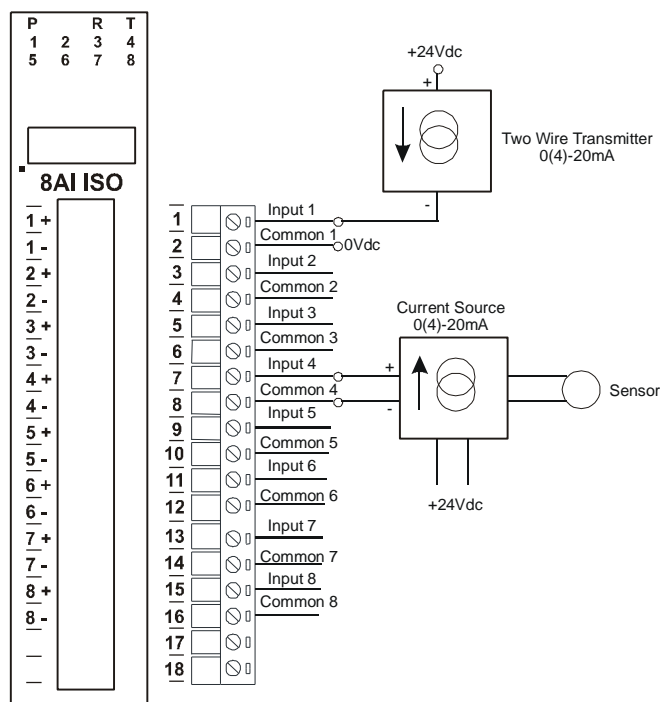 P R T
1 2 3 4
5 6 7 8
8AI ISO
1 +
1 -
2 +
2 -
3 +
3 -
4 +
4 -
5 +
5 -
6 +
6 -
7 +
7 -
8 +
8 -
1
2
3
4
5
6
7
8
9
10
11
12
13
14
15
16
17
18
Input 1
Common 1
0Vdc
Input 2
Common 2
Input 3
Common 3
Input 4
Common 4
Input 5
Common 5
Input 6
Common 6
Input 7
Common 7
Input 8
Common 8
+24Vdc
+
-
Two Wire Transmitter
0(4)-20mA
Current Source
0(4)-20mA
+
-
Sensor
+24Vdc